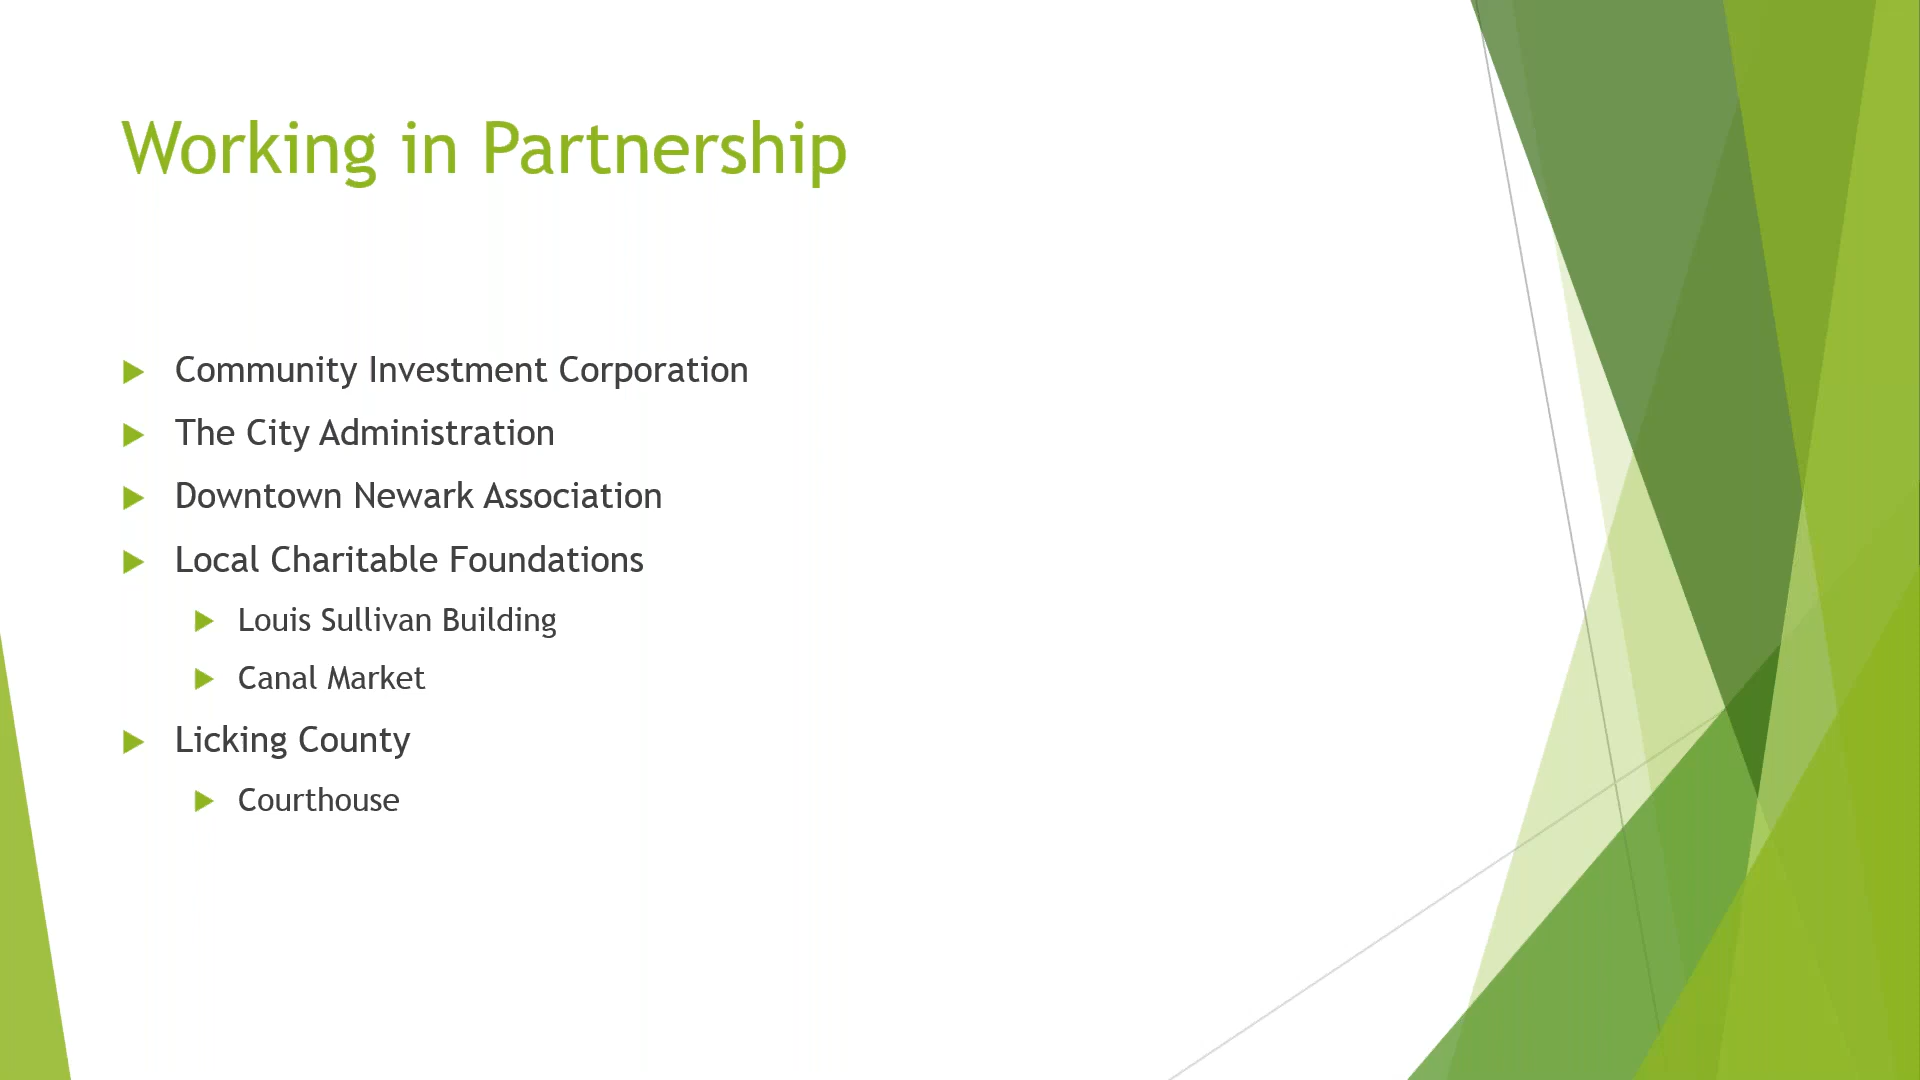 Working in Partnership
Community Investment Corporation
The City Administration
Downtown Newark Association
Local Charitable Foundations
Louis Sullivan Building
Canal Market
Licking County
Courthouse